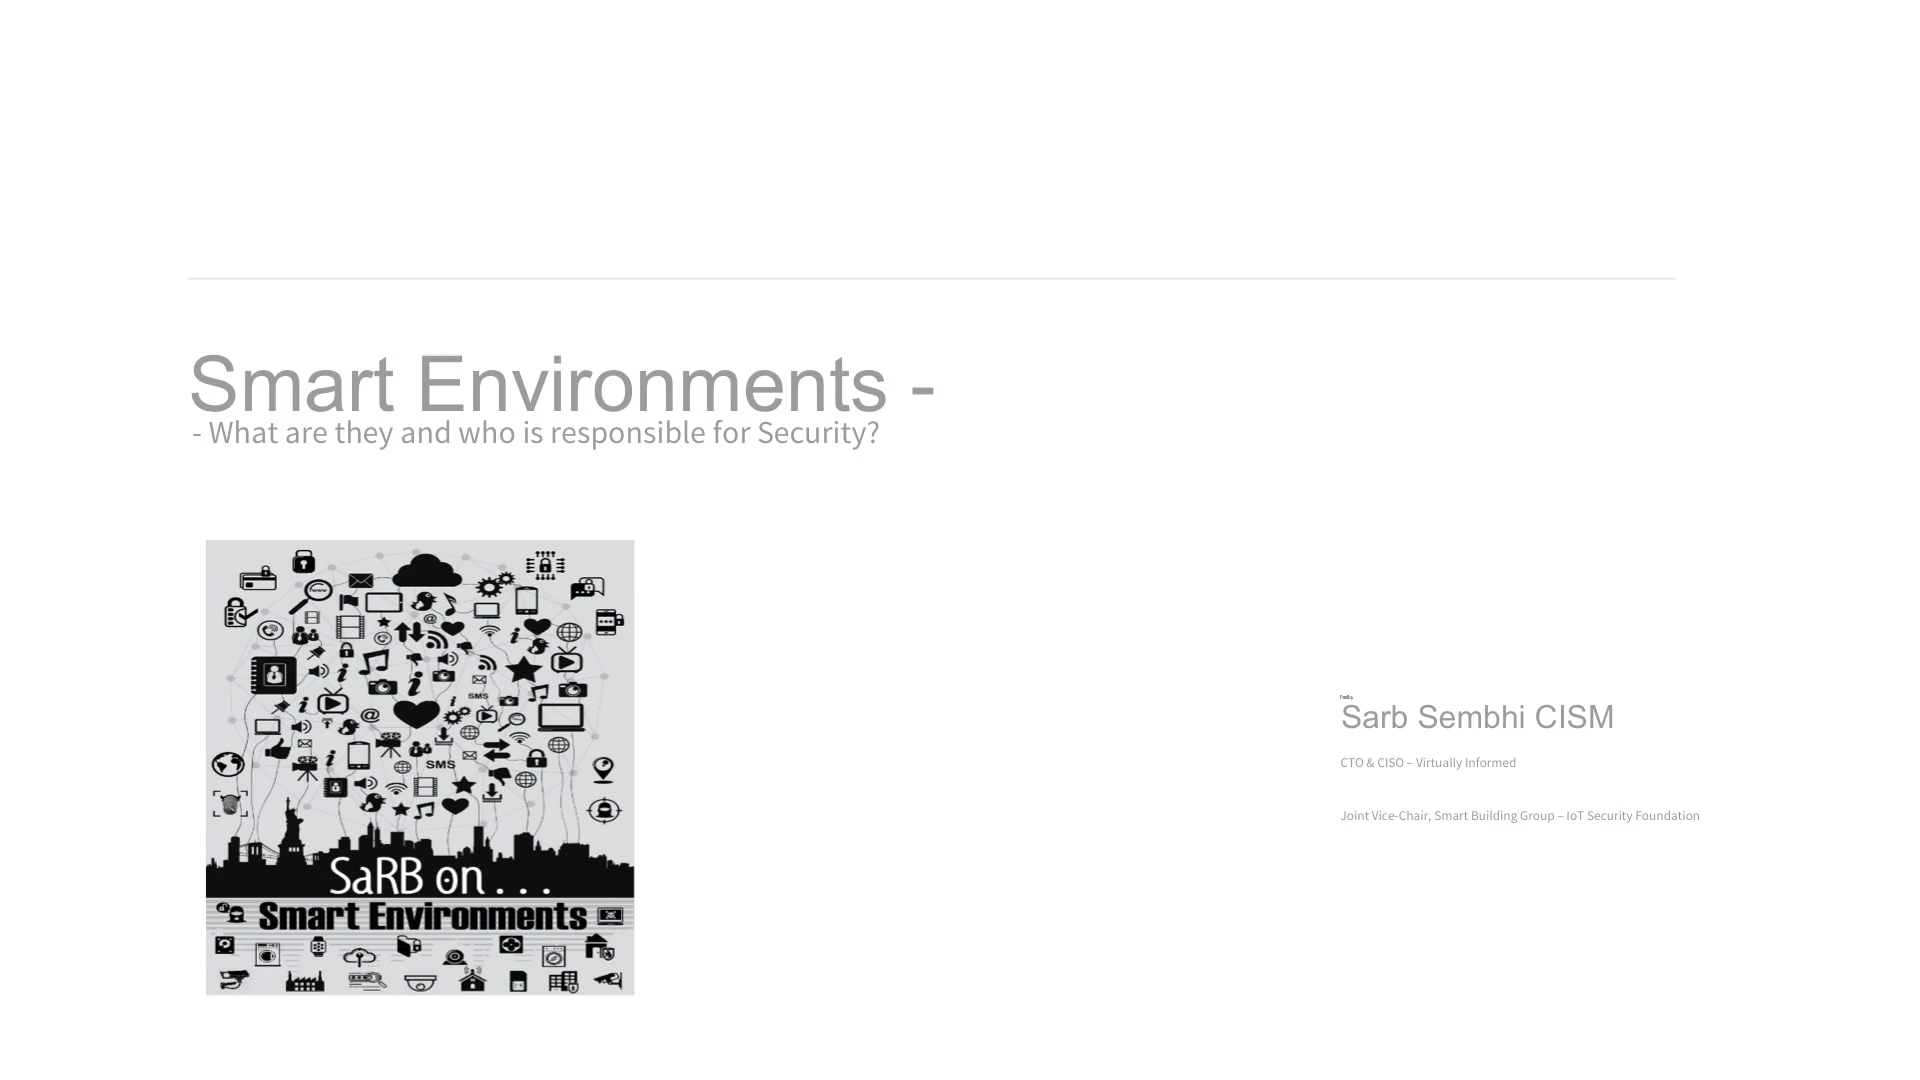 Smart Environments -
- What are they and who is responsible for Security?
www
@
SMS
@
SMS
SaRB on . . .
Smart Environments
Sarb Sembhi CISM
CTO & CISO – Virtually Informed
Joint Vice-Chair, Smart Building Group – IoT Security Foundation